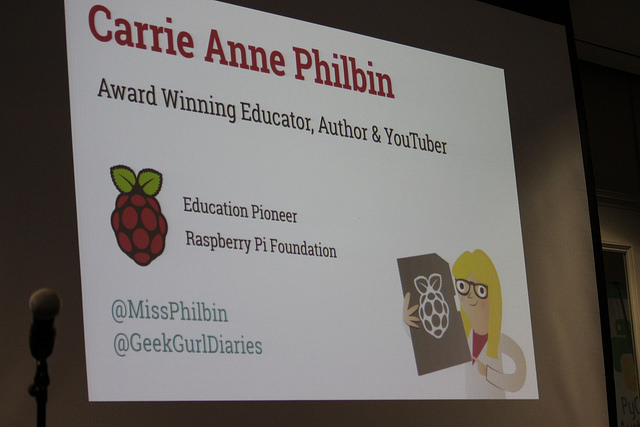 Carrie Anne Philbin
Award Winning Educator, Author & YouTuber
Education Pioneer
Raspberry Pi Foundation
@MissPhilbin
@GeekGurlDiaries